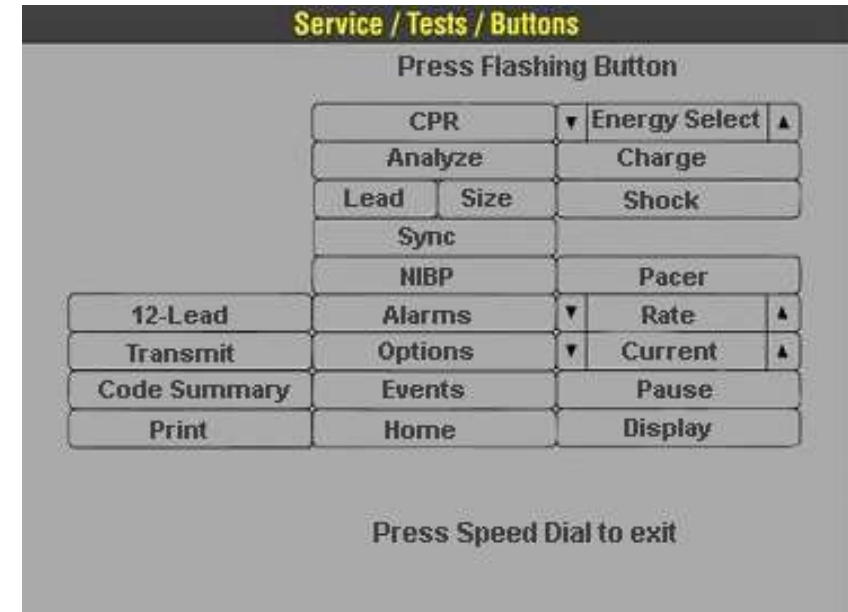 Service / Tests / Buttons
Press Flashing Button
CPR ▼ Energy Select ▲
Analyze Charge
Lead Size Shock
Sync
NIBP Pacer
12-Lead Alarms ▼ Rate ▲
Transmit Options ▼ Current ▲
Code Summary Events Pause
Print Home Display
Press Speed Dial to exit